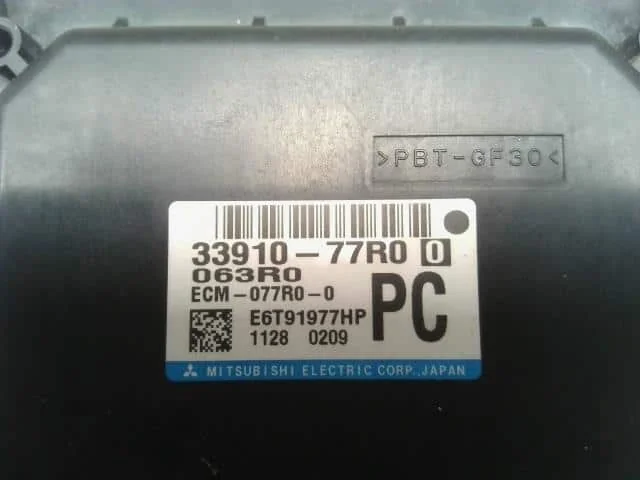 >PBT-GF30<
33910-77R0 0
063R0
ECM-077R0-0
PC
E6T91977HP
1128 0209
MITSUBISHI ELECTRIC CORP., JAPAN